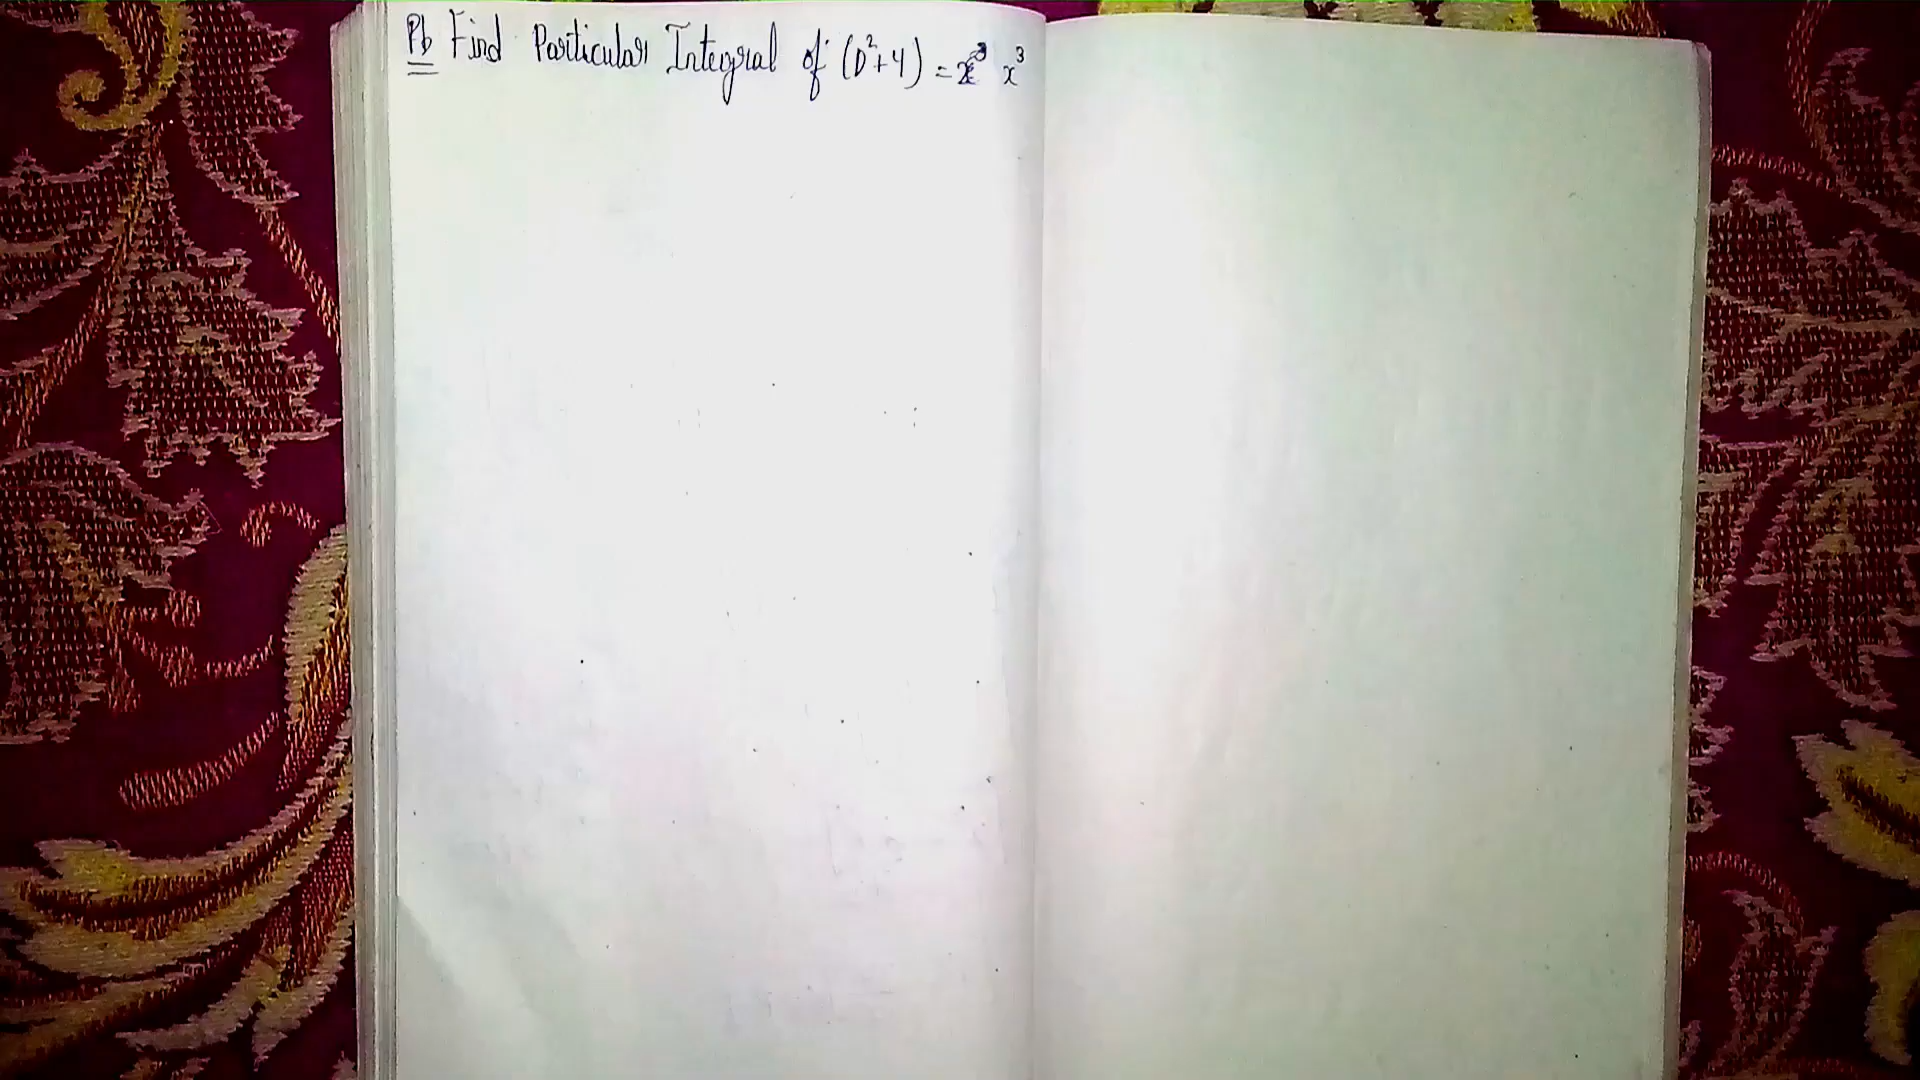 Pb Find Particular Integral of (D²+4) = x³